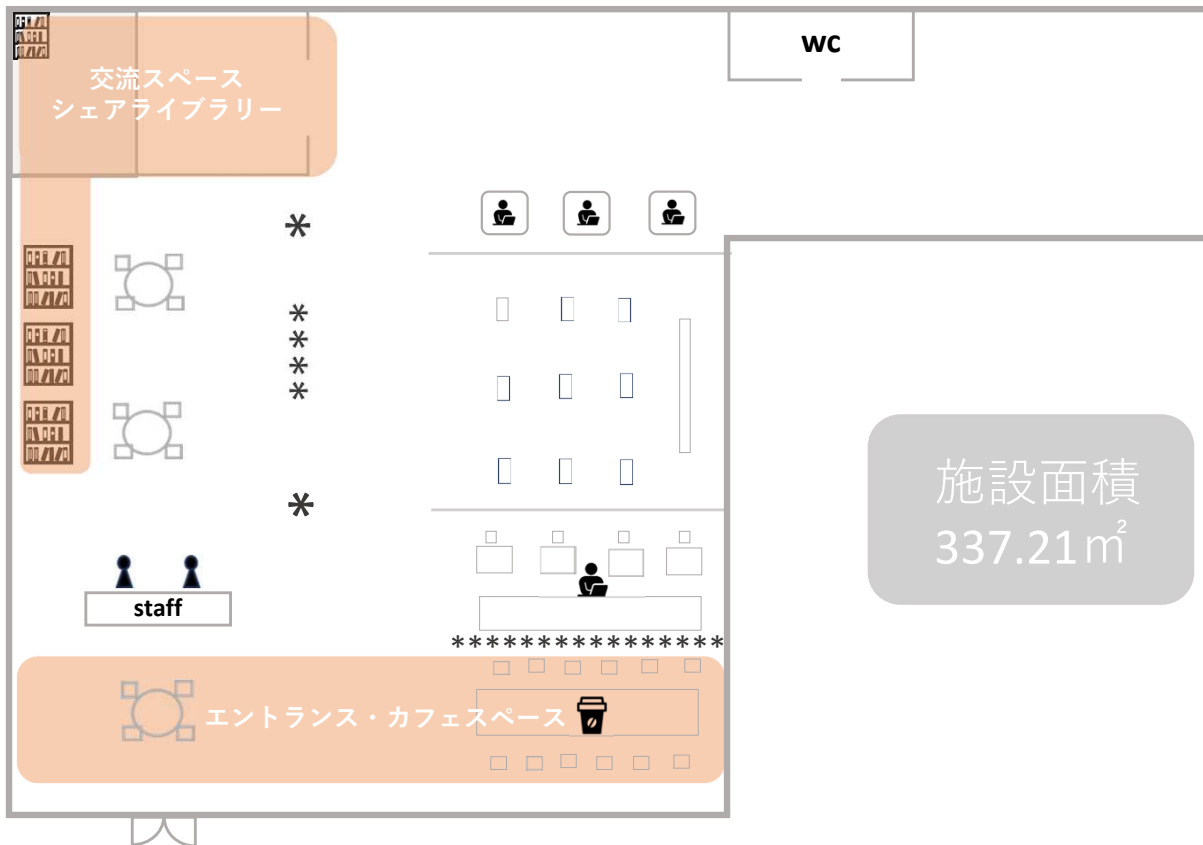 WC
交流スペース
シェアライブラリー
*
*
*
*
*
*
staff
***************
エントランス・カフェスペース
施設面積
337.21㎡